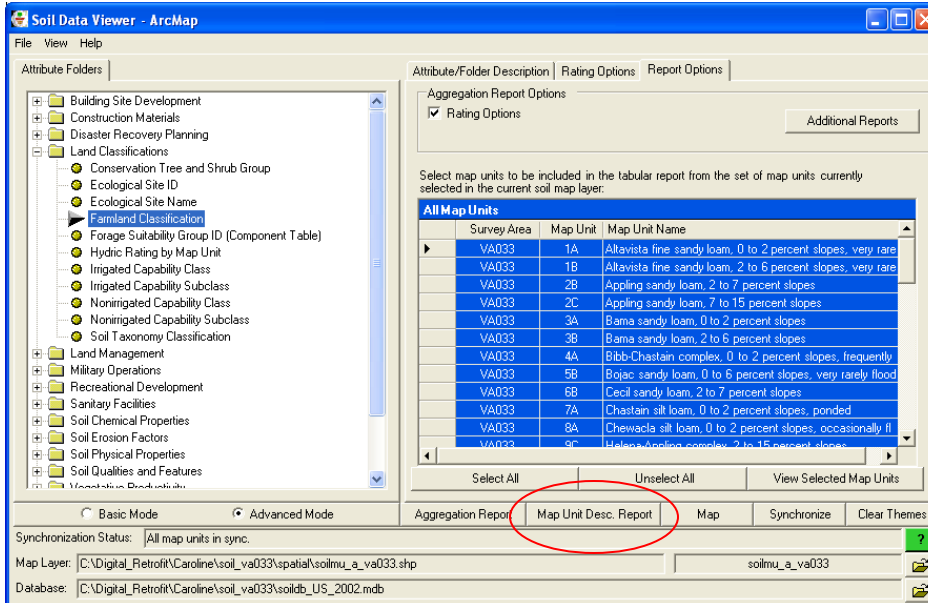 Soil Data Viewer - ArcMap
File View Help
Attribute Folders
Building Site Development
Construction Materials
Disaster Recovery Planning
Land Classifications
Conservation Tree and Shrub Group
Ecological Site ID
Ecological Site Name
Farmland Classification
Forage Suitability Group ID (Component Table)
Hydric Rating by Map Unit
Irrigated Capability Class
Irrigated Capability Subclass
Nonirrigated Capability Class
Nonirrigated Capability Subclass
Soil Taxonomy Classification
Land Management
Military Operations
Recreational Development
Sanitary Facilities
Soil Chemical Properties
Soil Erosion Factors
Soil Physical Properties
Soil Qualities and Features
Vegetative Productivity
Basic Mode Advanced Mode
Attribute/Folder Description Rating Options Report Options
Aggregation Report Options
Rating Options
Additional Reports
Select map units to be included in the tabular report from the set of map units currently
selected in the current soil map layer:
All Map Units
Survey Area Map Unit Map Unit Name
VA033 1A Altavista fine sandy loam, 0 to 2 percent slopes, very rare
VA033 1B Altavista fine sandy loam, 2 to 6 percent slopes, very rare
VA033 2B Appling sandy loam, 2 to 7 percent slopes
VA033 2C Appling sandy loam, 7 to 15 percent slopes
VA033 3A Bama sandy loam, 0 to 2 percent slopes
VA033 3B Bama sandy loam, 2 to 6 percent slopes
VA033 4A Bibb-Chastain complex, 0 to 2 percent slopes, frequently
VA033 5B Bojac sandy loam, 0 to 6 percent slopes, very rarely flood
VA033 6B Cecil sandy loam, 2 to 7 percent slopes
VA033 7A Chastain silt loam, 0 to 2 percent slopes, ponded
VA033 8A Chewacla silt loam, 0 to 2 percent slopes, occasionally fl
VA033 9C Helena-Appling complex, 2 to 15 percent slopes
Select All Unselect All View Selected Map Units
Aggregation Report Map Unit Desc. Report Map Synchronize Clear Themes
Synchronization Status: All map units in sync. ?
Map Layer: C:\Digital_Retrofit\Caroline\soil_va033\spatial\soilmu_a_va033.shp soilmu_a_va033
Database: C:\Digital_Retrofit\Caroline\soil_va033\soildb_US_2002.mdb